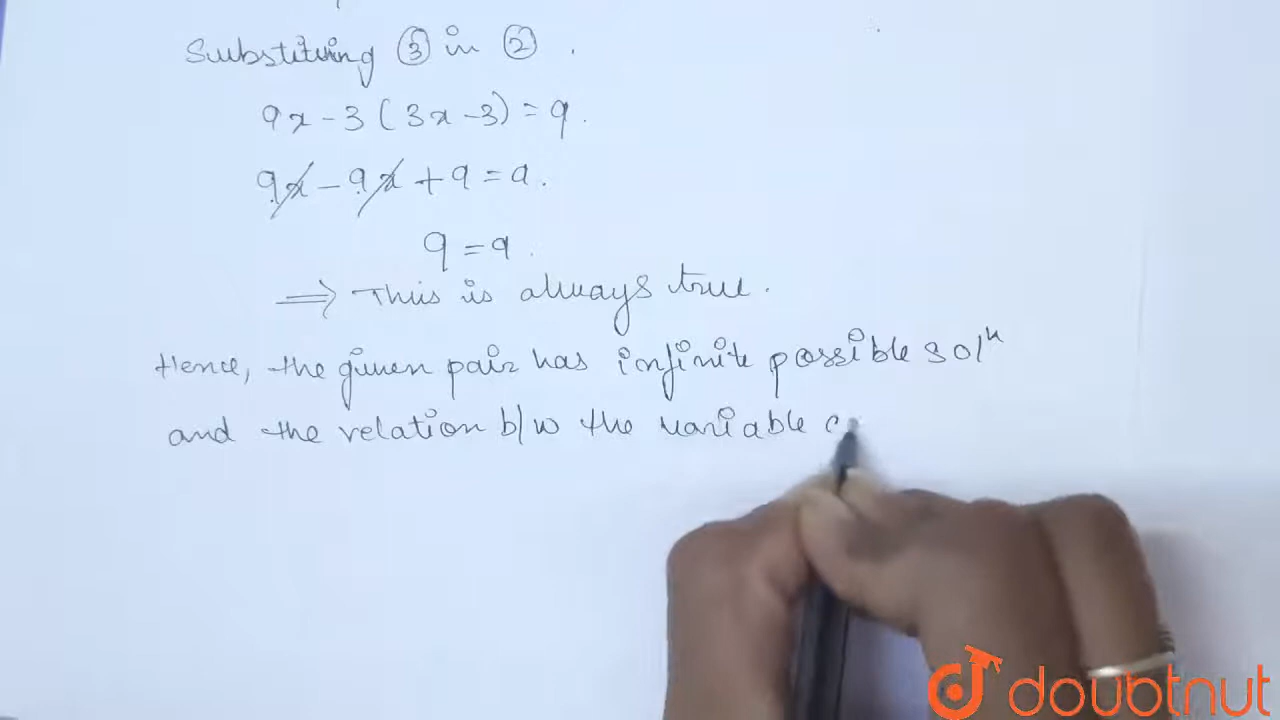 Substituting ③ in ② .
9x - 3 ( 3x - 3) = 9 .
9x - 9x + 9 = 9 .
9 = 9 .
⟹ This is always true .
Hence, the given pair has infinite possible solⁿ
and the relation b/w the variable
doubtnut